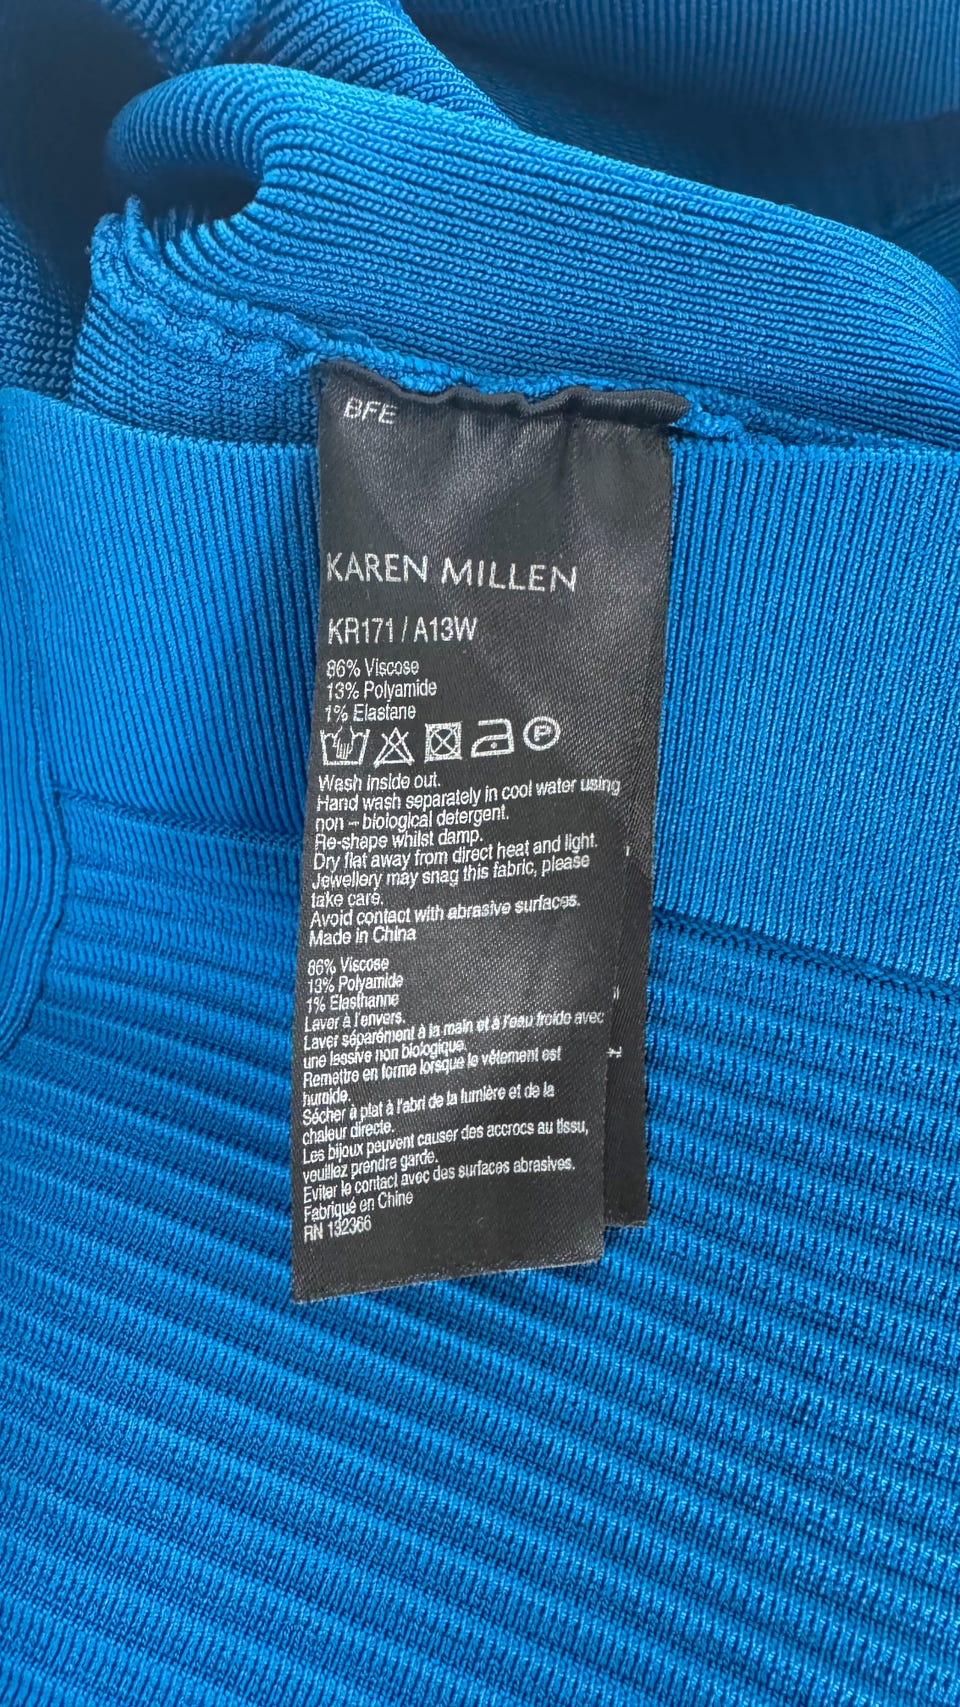 BFE
KAREN MILLEN
KR171 / A13W
86% Viscose
13% Polyamide
1% Elastane
P
Wash inside out.
Hand wash separately in cool water using
non – biological detergent.
Re-shape whilst damp.
Dry flat away from direct heat and light.
Jewellery may snag this fabric, please
take care.
Avoid contact with abrasive surfaces.
Made in China
86% Viscose
13% Polyamide
1% Elasthanne
Laver à l'envers.
Laver séparément à la main et à l'eau froide avec
une lessive non biologique.
Remettre en forme lorsque le vêtement est
humide.
Sécher à plat à l'abri de la lumière et de la
chaleur directe.
Les bijoux peuvent causer des accrocs au tissu,
veuillez prendre garde.
Eviter le contact avec des surfaces abrasives.
Fabriqué en Chine
RN 132366